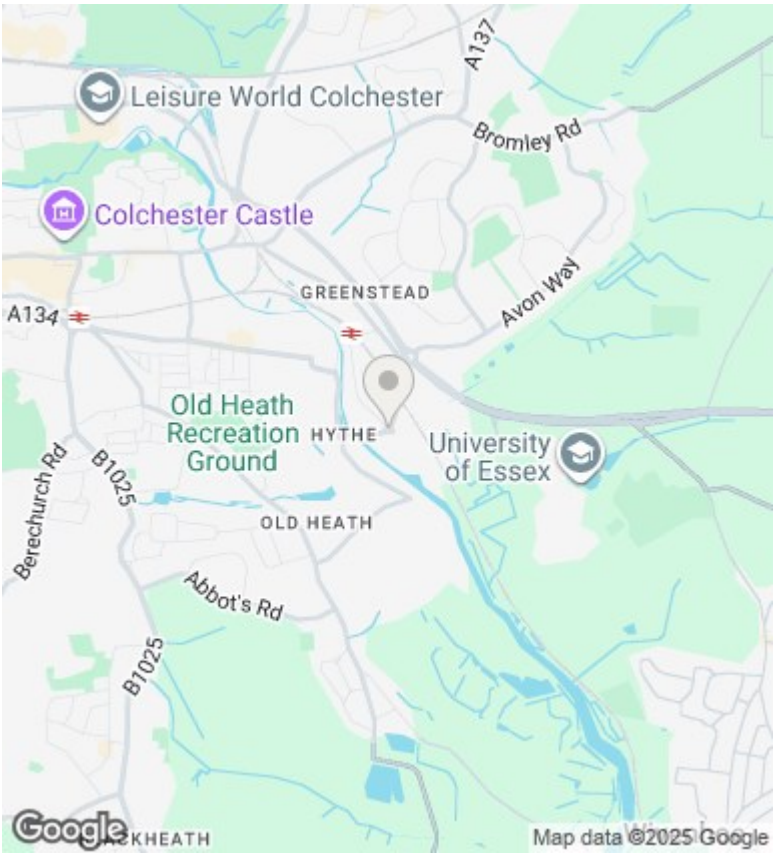 A137
Leisure World Colchester
Bromley Rd
Colchester Castle
GREENSTEAD
Avon Way
A134
Old Heath
Recreation
Ground
HYTHE
University
of Essex
Berechurch Rd
B1025
OLD HEATH
Abbot's Rd
B1025
Google
Map data ©2025 Google